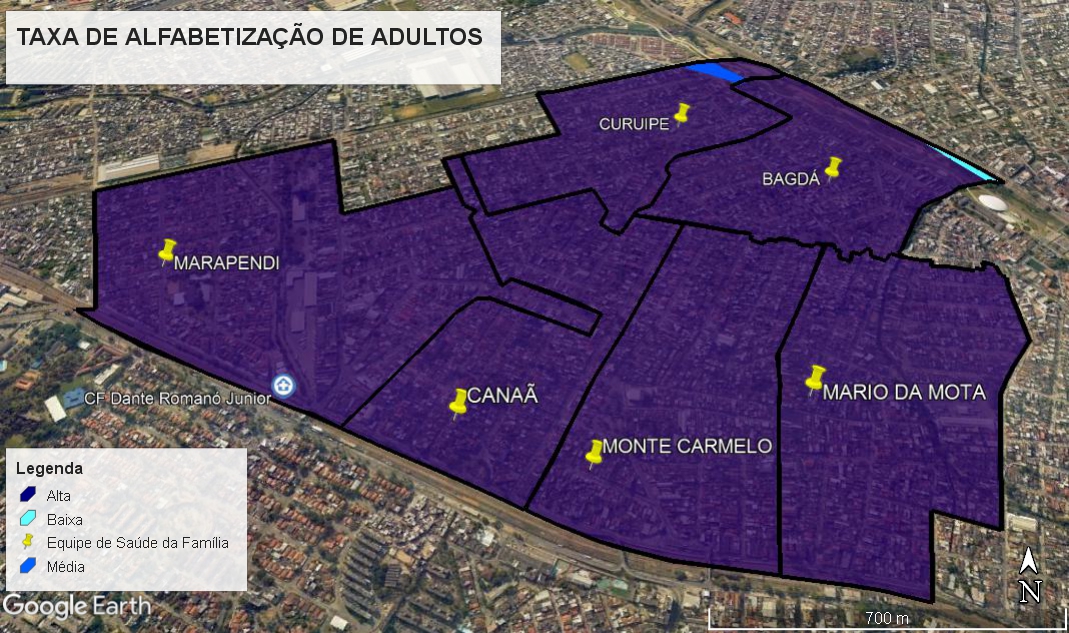 TAXA DE ALFABETIZAÇÃO DE ADULTOS
CURUIPE
BAGDÁ
MARAPENDI
CANAÃ
CF Dante Romanó Junior
MARIO DA MOTA
MONTE CARMELO
Legenda
Alta
Baixa
Equipe de Saúde da Família
Média
Google Earth
N
700 m